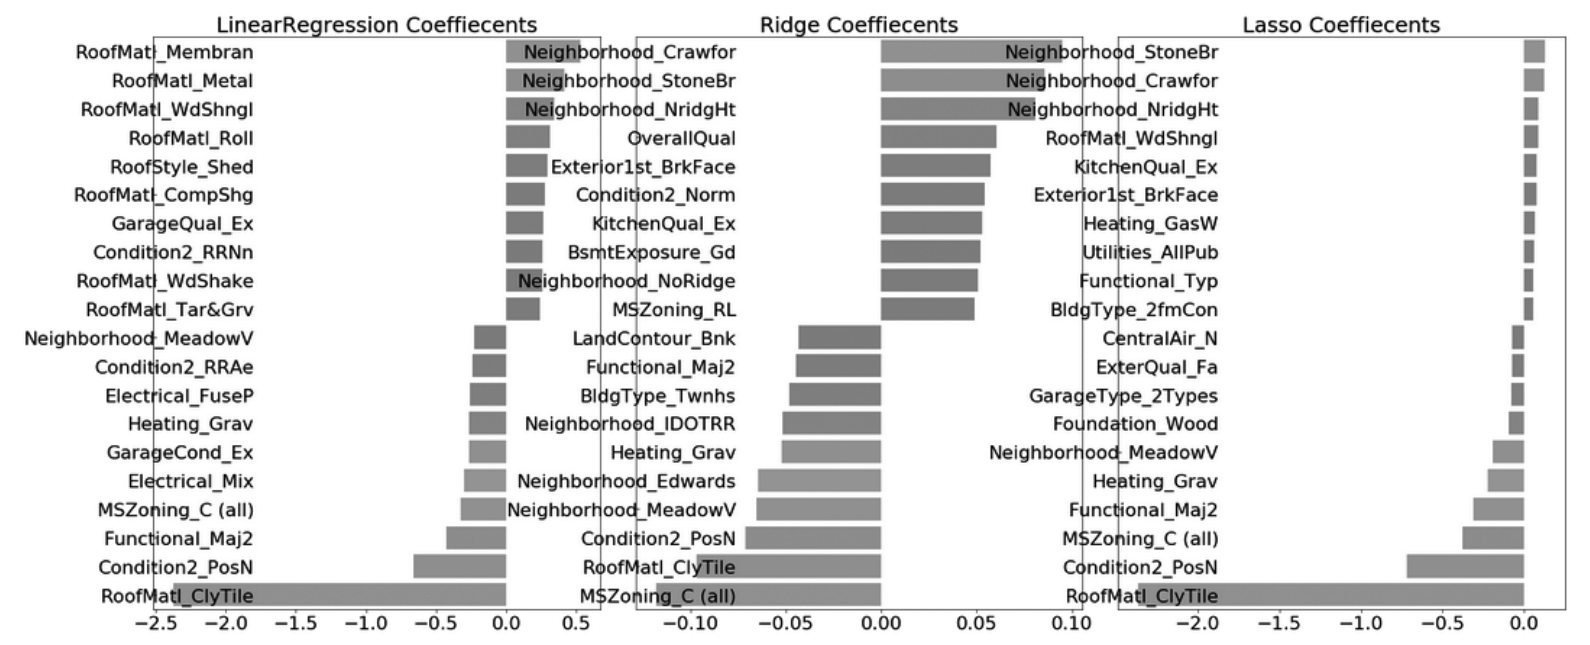 LinearRegression Coeffiecents
RoofMatl_Membran
RoofMatl_Metal
RoofMatl_WdShngl
RoofMatl_Roll
RoofStyle_Shed
RoofMatl_CompShg
GarageQual_Ex
Condition2_RRNn
RoofMatl_WdShake
RoofMatl_Tar&Grv
Neighborhood_MeadowV
Condition2_RRAe
Electrical_FuseP
Heating_Grav
GarageCond_Ex
Electrical_Mix
MSZoning_C (all)
Functional_Maj2
Condition2_PosN
RoofMatl_ClyTile
−2.5 −2.0 −1.5 −1.0 −0.5 0.0 0.5
Ridge Coeffiecents
Neighborhood_Crawfor
Neighborhood_StoneBr
Neighborhood_NridgHt
OverallQual
Exterior1st_BrkFace
Condition2_Norm
KitchenQual_Ex
BsmtExposure_Gd
Neighborhood_NoRidge
MSZoning_RL
LandContour_Bnk
Functional_Maj2
BldgType_Twnhs
Neighborhood_IDOTRR
Heating_Grav
Neighborhood_Edwards
Neighborhood_MeadowV
Condition2_PosN
RoofMatl_ClyTile
MSZoning_C (all)
−0.10 −0.05 0.00 0.05 0.10
Lasso Coeffiecents
Neighborhood_StoneBr
Neighborhood_Crawfor
Neighborhood_NridgHt
RoofMatl_WdShngl
KitchenQual_Ex
Exterior1st_BrkFace
Heating_GasW
Utilities_AllPub
Functional_Typ
BldgType_2fmCon
CentralAir_N
ExterQual_Fa
GarageType_2Types
Foundation_Wood
Neighborhood_MeadowV
Heating_Grav
Functional_Maj2
MSZoning_C (all)
Condition2_PosN
RoofMatl_ClyTile
−2.0 −1.5 −1.0 −0.5 0.0